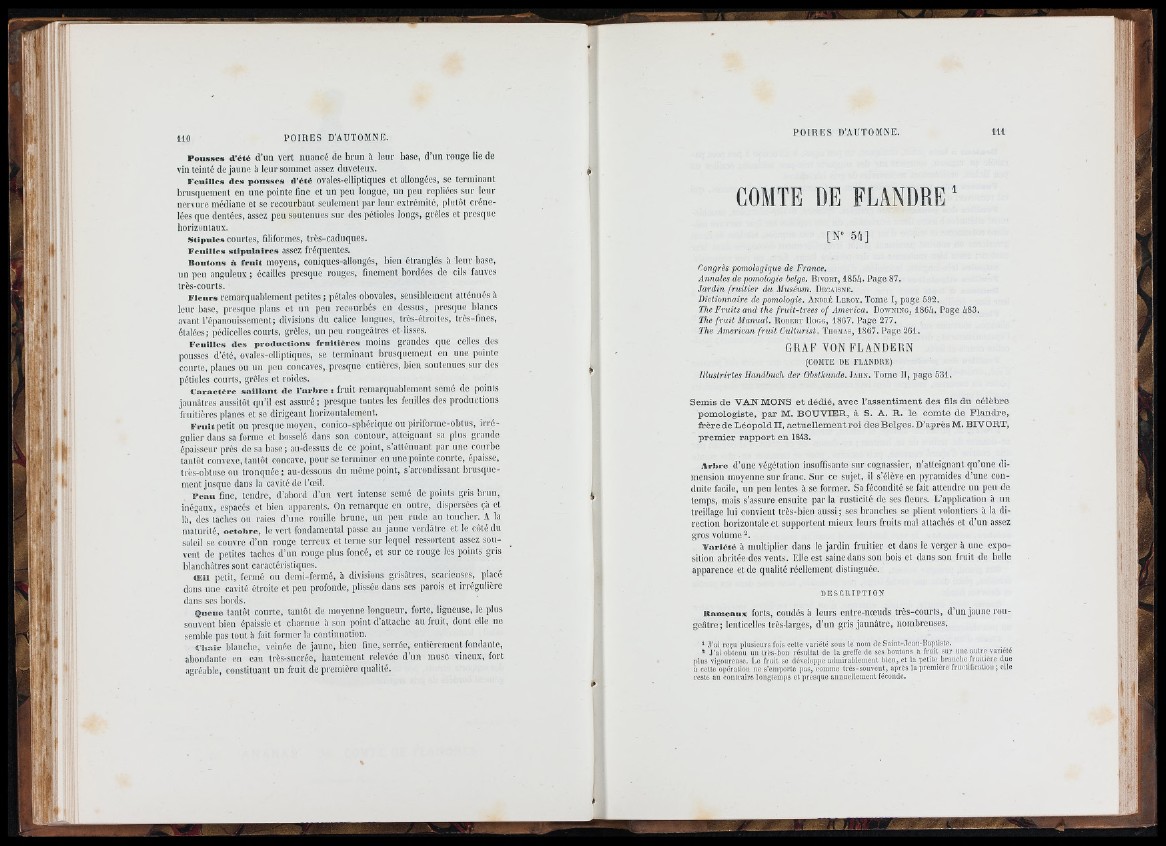 110 POIRES D'AUTOMNE.
Pousses d'été d'un vert nuancé de brun à leur base, d'un rouge lie de
vin teinté de jaune à leur sommet assez duveteux.
Feuilles des pousses d'été ovales-elliptiques et allongées, se terminant
brusquement en une pointe fine et un peu longue, un peu repliées sur leur
nervure médiane et se recourbant seulement par leur extrémité, plutôt créne-
lées que dentées, assez peu soutenues sur des pétioles longs, grêles et presque
horizontaux.
Stipules courtes, filiformes, très-caduques.
Feuilles stipulaires assez fréquentes.
Boutons à fruit moyens, coniques-allongés, bien étranglés à leur base,
un peu anguleux ; écailles presque rouges, finement bordées de cils fauves
très-courts.
Fleurs remarquablement petites ; pétales obovales, sensiblement atténués à
leur base, presque plans et un peu recourbés en dessus, presque blancs
avant l'épanouissement ; divisions du calice longues, très-étroites, très-fines,
étalées ; pédicelles courts, grêles, un peu rougeâtres et lisses.
Feuilles des productions fruitières moins grandes que celles des
pousses d'été, ovales-elliptiques, se terminant brusquement en une pointe
courte, planes ou un peu concaves, presque entières, bien soutenues sur des
pétioles courts, grêles et roides.
Caractère saillant de l'arbre : fruit remarquablement semé de points
jaunâtres aussitôt qu'il est assuré ; presque toutes les feuilles des productions
fruitières planes et se dirigeant horizontalement.
Fruit petit ou presque moyen, conico-sphérique ou piriforme-obtus, irré-
gulier dans sa forme et bosselé dans son contour, atteignant sa plus grande
épaisseur près de sa base ; au-dessus de ce point, s'atténuant par une courbe
tantôt convexe, tantôt concave, pour se terminer en une pointe courte, épaisse,
très-obtuse ou tronquée ; au-dessous du même point, s'arrondissant brusque-
ment jusque dans la cavité de l'œil.
Peau fine, tendre, d'abord d'un vert intense semé de points gris brun,
inégaux, espacés et bien apparents. On remarque en outre, dispersées çà et
là, des taches ou raies d'une rouille brune, un peu rude au toucher. A la
maturité, octobre, le vert fondamental passe au jaune verdâtre et le côté du
soleil se couvre d'un rouge terreux et terne sur lequel ressortent assez sou-
vent de petites taches d'un rouge plus foncé, et sur ce rouge les points gris
blanchâtres sont caractéristiques.
Œil petit, fermé ou demi-fermé, à divisions grisâtres, scarieuses, placé
dans une cavité étroite et peu profonde, plissée dans ses parois et irrégulière
dans ses bords.
Queue tantôt courte, tantôt de moyenne longueur, forte, ligneuse, le plus
souvent bien épaissie et charnue à son point d'attache au fruit, dont elle ne
semble pas tout à fait former la continuation.
Chair blanche, veinée de jaune, bien fine, serrée, entièrement fondante,
abondante en eau très-sucrée, hautement relevée d'un musc vineux, fort
agréable, constituant un fruit de première qualité.
POIRES D'AUTOMNE. 111
COMTE DE FLANDRE ¹
[N° 54]
Congrès pomologique de France.
Annales de pomologie belge. BIVORT, 1854. Page 87.
Jardin fruitier du Muséum. DECAISNE.
Dictionnaire de pomologie. ANDRÉ LEROY. Tome I, page 592.
The Fruits and the fruit-trees of America. DOWNING, 1864. Page 483.
The fruit Manual. ROBERT HOGG, 1867. Page 277.
The American fruit Culturist. THOMAS, 1867. Page 261.
GRAF VON FLANDERN
(COMTE DE FLANDRE)
Illustrirtes Handbuch der Obstkunde. JAHN. Tome II, page 531.
Semis de VAN MONS et dédié, avec l'assentiment des fils du célèbre
pomologiste, par M. BOUVIER, à S. A. R. le comte de Flandre,
frère de Léopold II, actuellement roi des Belges. D'après M. BIVORT,
premier rapport en 1843.
Arbre d'une végétation insuffisante sur cognassier, n'atteignant qu'une di-
mension moyenne sur franc. Sur ce sujet, il s'élève en pyramides d'une con-
duite facile, un peu lentes à se former. Sa fécondité se fait attendre un peu de
temps, mais s'assure ensuite par la rusticité de ses fleurs. L'application à un
treillage lui convient très-bien aussi ; ses branches se plient volontiers à la di-
rection horizontale et supportent mieux leurs fruits mal attachés et d'un assez
gros volume ².
Variété à multiplier dans le jardin fruitier et dans le verger à une expo-
sition abritée des vents. Elle est saine dans son bois et dans son fruit de belle
apparence et de qualité réellement distinguée.
DESCRIPTION
Rameaux forts, coudés à leurs entre-nœuds très-courts, d'un jaune rou-
geâtre ; lenticelles très-larges, d'un gris jaunâtre, nombreuses.
¹ J'ai reçu plusieurs fois cette variété sous le nom de Saint-Jean-Baptiste.
² J'ai obtenu un très-bon résultat de la greffe de ses boutons à fruit sur une autre variété
plus vigoureuse. Le fruit se développe admirablement bien, et la petite branche fruitière due
à cette opération ne s'emporte pas, comme très-souvent, après la première fructification ; elle
reste au contraire longtemps et presque annuellement féconde.